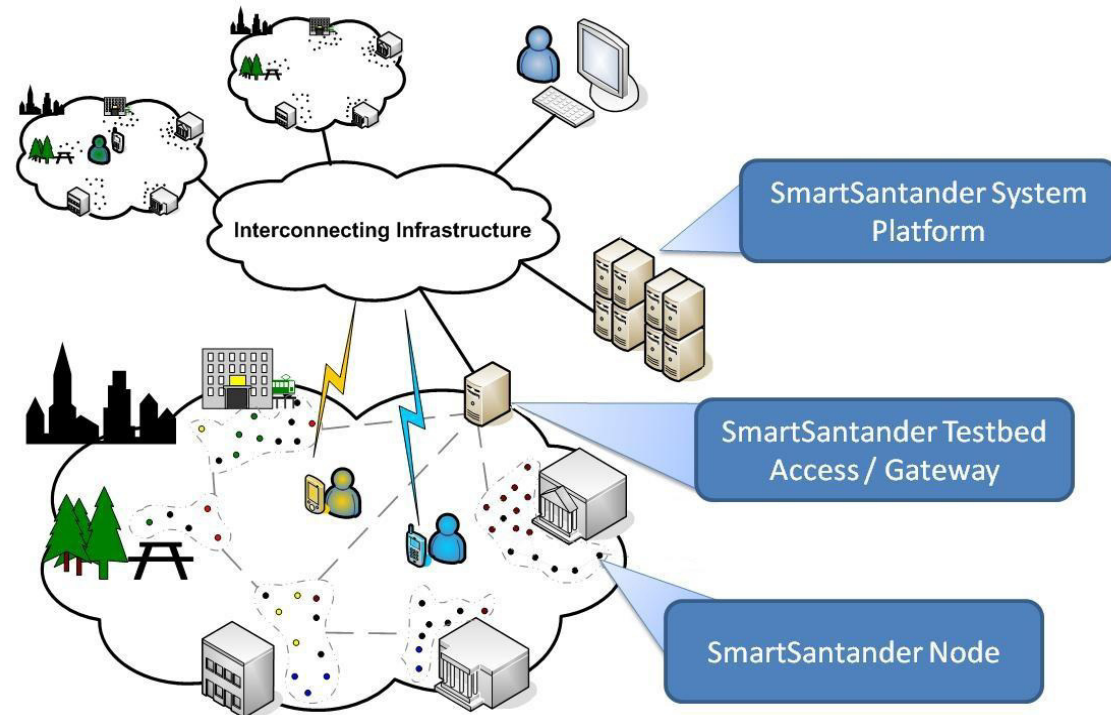 Interconnecting Infrastructure
SmartSantander System
Platform
SmartSantander Testbed
Access / Gateway
SmartSantander Node